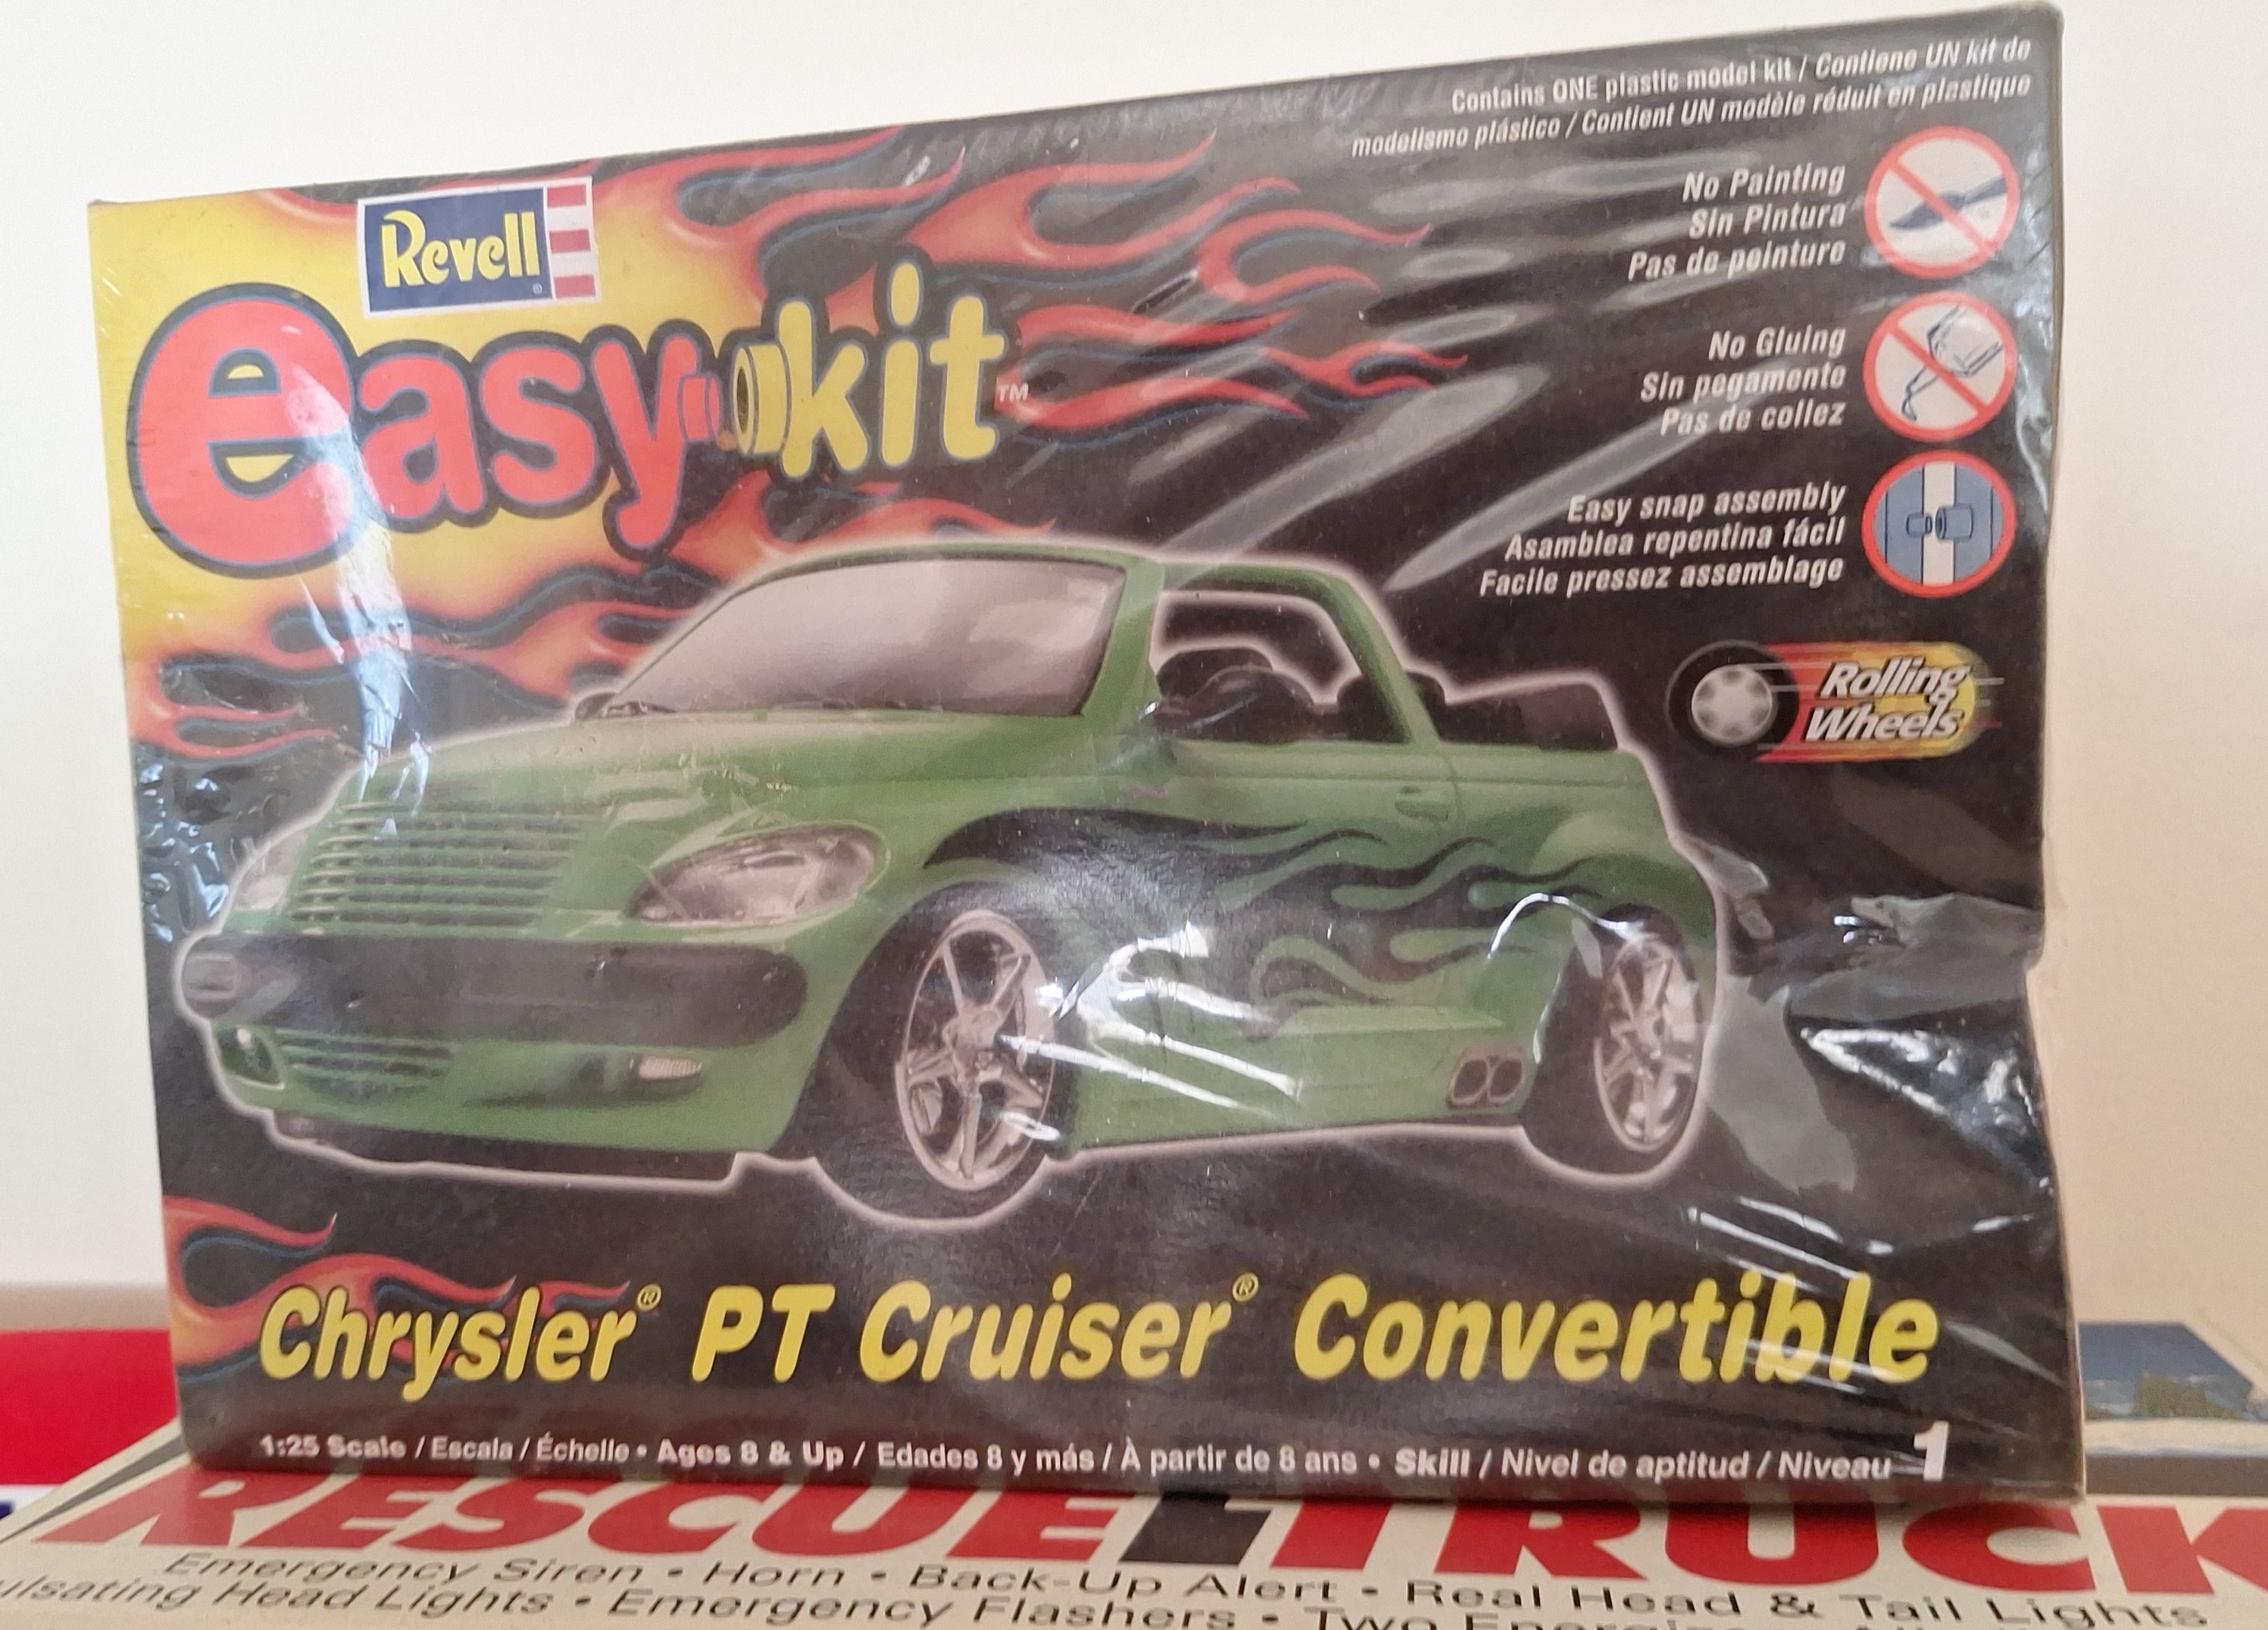 Contains ONE plastic model kit / Contiene UN kit de
modelismo plástico / Contient UN modèle réduit en plastique
Revell®
easykit™
No Painting
Sin Pintura
Pas de peinture
No Gluing
Sin pegamente
Pas de collez
Easy snap assembly
Asamblea repentina fácil
Facile pressez assemblage
Rolling
Wheels
Chrysler® PT Cruiser® Convertible
1:25 Scale / Escala / Échelle • Ages 8 & Up / Edades 8 y más / À partir de 8 ans • Skill / Nivel de aptitud / Niveau 1
RESCUE TRUCK
Emergency Siren • Horn • Back-Up Alert • Real Head & Tail Lights
Head Lights • Emergency Flashers • Two